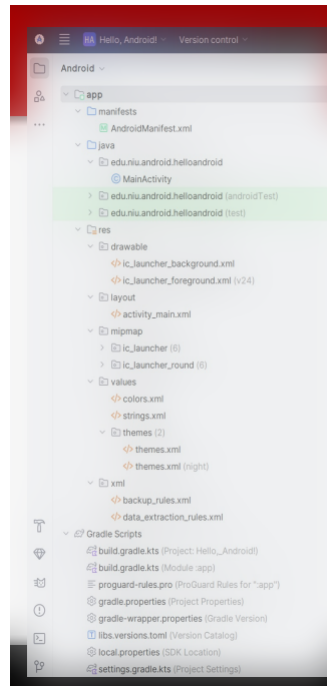 HA Hello, Android! Version control
Android
app
manifests
AndroidManifest.xml
java
edu.niu.android.helloandroid
MainActivity
edu.niu.android.helloandroid (androidTest)
edu.niu.android.helloandroid (test)
res
drawable
ic_launcher_background.xml
ic_launcher_foreground.xml (v24)
layout
activity_main.xml
mipmap
ic_launcher (6)
ic_launcher_round (6)
values
colors.xml
strings.xml
themes (2)
themes.xml
themes.xml (night)
xml
backup_rules.xml
data_extraction_rules.xml
Gradle Scripts
build.gradle.kts (Project: Hello,_Android!)
build.gradle.kts (Module :app)
proguard-rules.pro (ProGuard Rules for ":app")
gradle.properties (Project Properties)
gradle-wrapper.properties (Gradle Version)
libs.versions.toml (Version Catalog)
local.properties (SDK Location)
settings.gradle.kts (Project Settings)